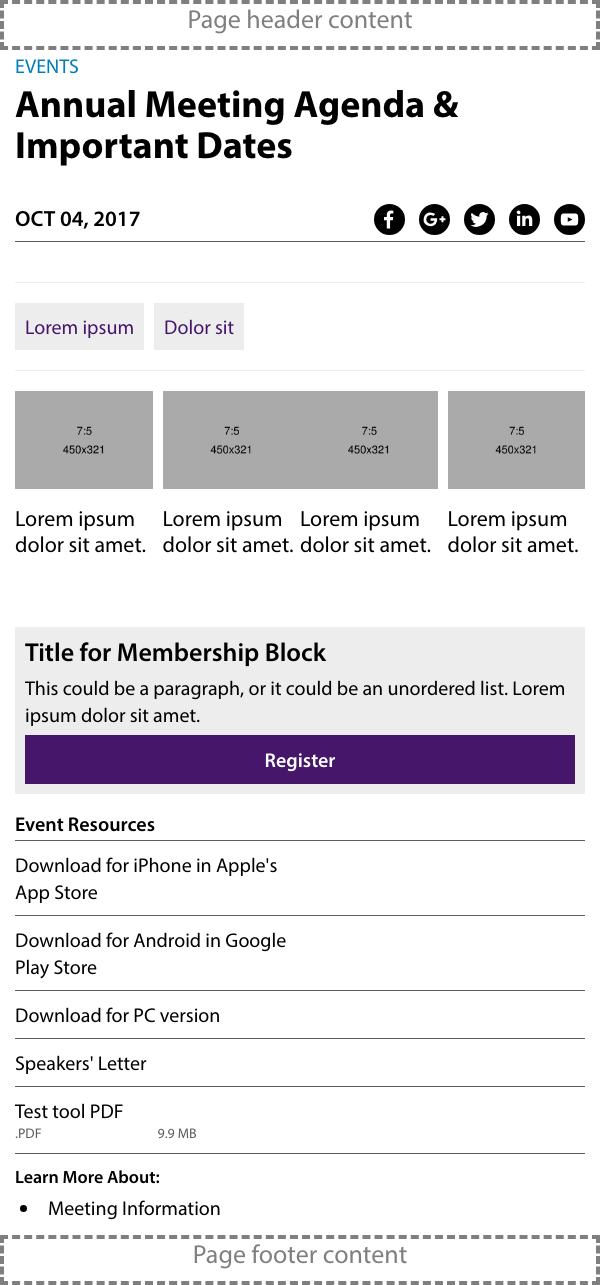 Page header content
EVENTS
Annual Meeting Agenda &
Important Dates
OCT 04, 2017
Lorem ipsum
Dolor sit
7:5
450x321
7:5
450x321
7:5
450x321
7:5
450x321
Lorem ipsum
dolor sit amet.
Lorem ipsum
dolor sit amet.
Lorem ipsum
dolor sit amet.
Lorem ipsum
dolor sit amet.
Title for Membership Block
This could be a paragraph, or it could be an unordered list. Lorem
ipsum dolor sit amet.
Register
Event Resources
Download for iPhone in Apple's
App Store
Download for Android in Google
Play Store
Download for PC version
Speakers' Letter
Test tool PDF
.PDF 9.9 MB
Learn More About:
• Meeting Information
Page footer content